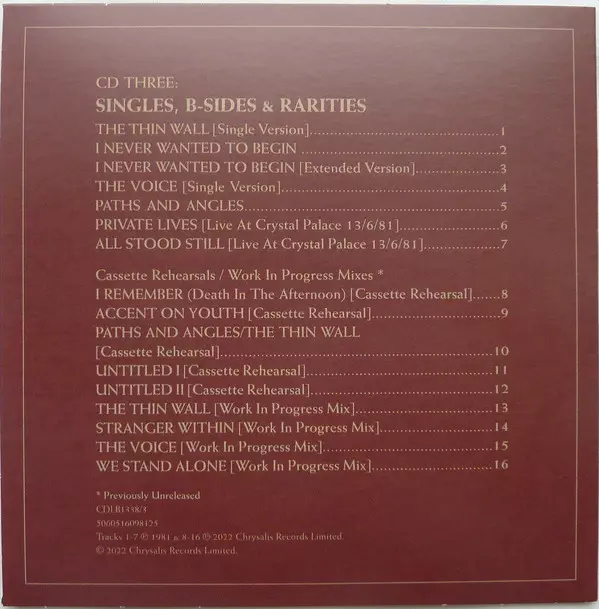 CD THREE:
SINGLES, B-SIDES & RARITIES
THE THIN WALL [Single Version]..........1
I NEVER WANTED TO BEGIN ..........2
I NEVER WANTED TO BEGIN [Extended Version]..........3
THE VOICE [Single Version]..........4
PATHS AND ANGLES..........5
PRIVATE LIVES [Live At Crystal Palace 13/6/81]..........6
ALL STOOD STILL [Live At Crystal Palace 13/6/81]..........7
Cassette Rehearsals / Work In Progress Mixes *
I REMEMBER (Death In The Afternoon) [Cassette Rehearsal].......8
ACCENT ON YOUTH [Cassette Rehearsal]..........9
PATHS AND ANGLES/THE THIN WALL
[Cassette Rehearsal]..........10
UNTITLED I [Cassette Rehearsal]..........11
UNTITLED II [Cassette Rehearsal]..........12
THE THIN WALL [Work In Progress Mix]..........13
STRANGER WITHIN [Work In Progress Mix]..........14
THE VOICE [Work In Progress Mix]..........15
WE STAND ALONE [Work In Progress Mix]..........16
* Previously Unreleased
CDLR1338/3
5060516098125
Tracks 1-7 ℗ 1981 & 8-16 ℗ 2022 Chrysalis Records Limited.
© 2022 Chrysalis Records Limited.